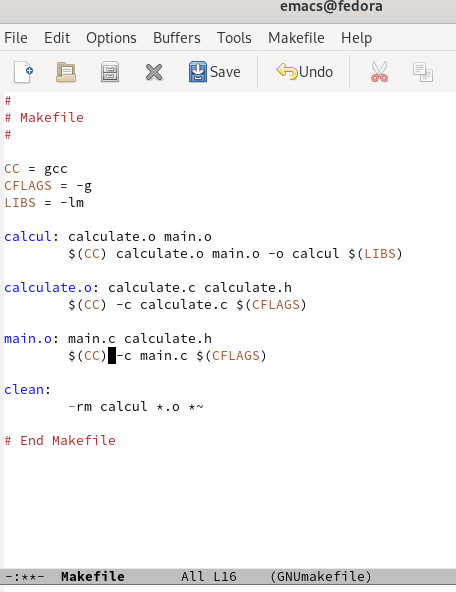 emacs@fedora
File Edit Options Buffers Tools Makefile Help
Save Undo
#
# Makefile
#
CC = gcc
CFLAGS = -g
LIBS = -lm
calcul: calculate.o main.o
$(CC) calculate.o main.o -o calcul $(LIBS)
calculate.o: calculate.c calculate.h
$(CC) -c calculate.c $(CFLAGS)
main.o: main.c calculate.h
$(CC) -c main.c $(CFLAGS)
clean:
-rm calcul *.o *~
# End Makefile
-:**- Makefile All L16 (GNUmakefile)